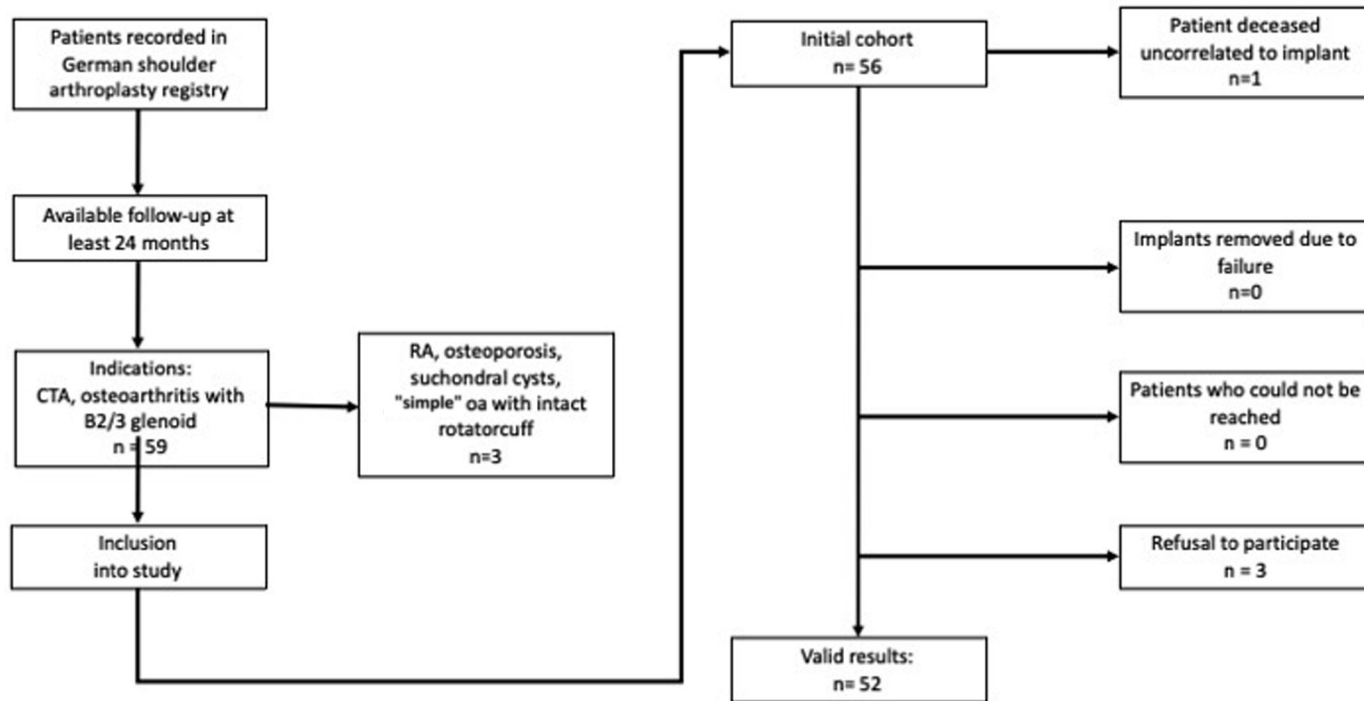 Patients recorded in
German shoulder
arthroplasty registry
Available follow-up at
least 24 months
Indications:
CTA, osteoarthritis with
B2/3 glenoid
n = 59
RA, osteoporosis,
suchondral cysts,
"simple" oa with intact
rotatorcuff
n=3
Inclusion
into study
Initial cohort
n= 56
Patient deceased
uncorrelated to implant
n=1
Implants removed due to
failure
n=0
Patients who could not be
reached
n = 0
Refusal to participate
n = 3
Valid results:
n= 52